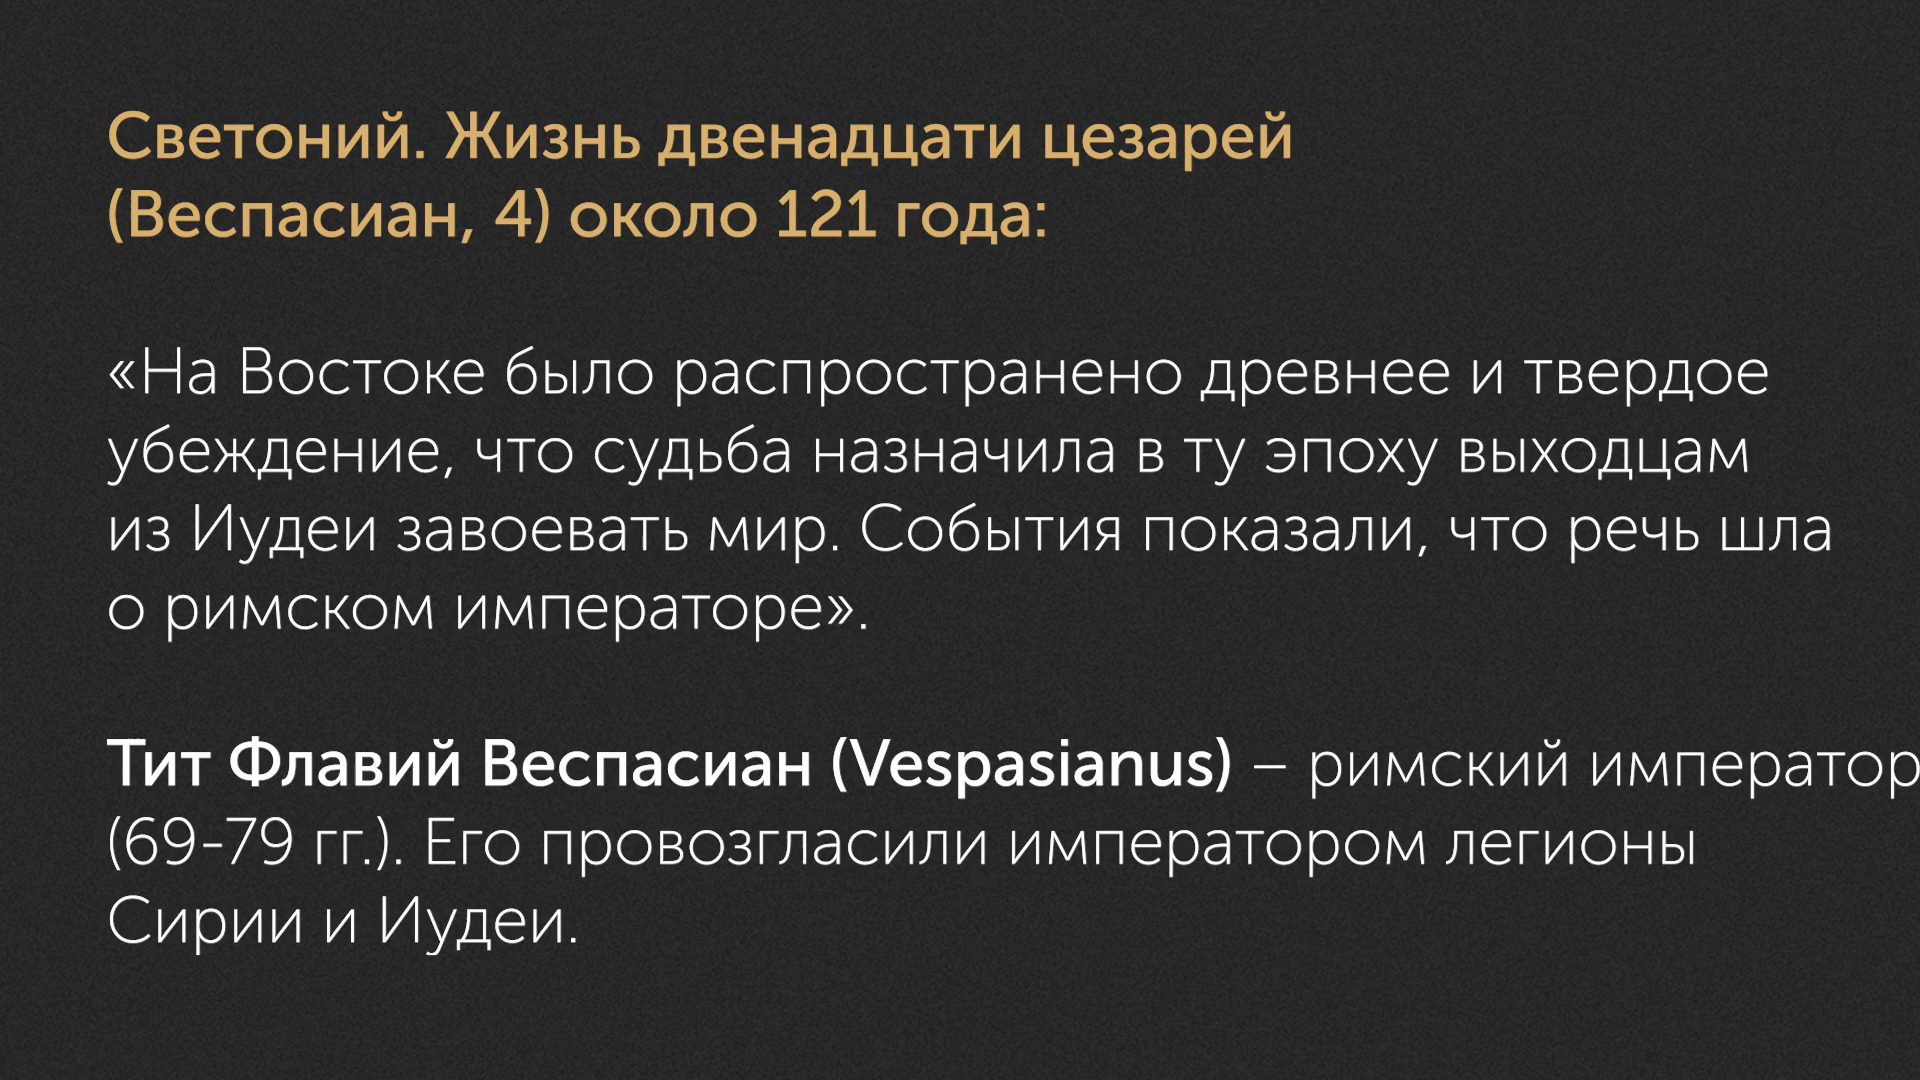 Светоний. Жизнь двенадцати цезарей
(Веспасиан, 4) около 121 года:
«На Востоке было распространено древнее и твердое
убеждение, что судьба назначила в ту эпоху выходцам
из Иудеи завоевать мир. События показали, что речь шла
о римском императоре».
Тит Флавий Веспасиан (Vespasianus) – римский император
(69-79 гг.). Его провозгласили императором легионы
Сирии и Иудеи.